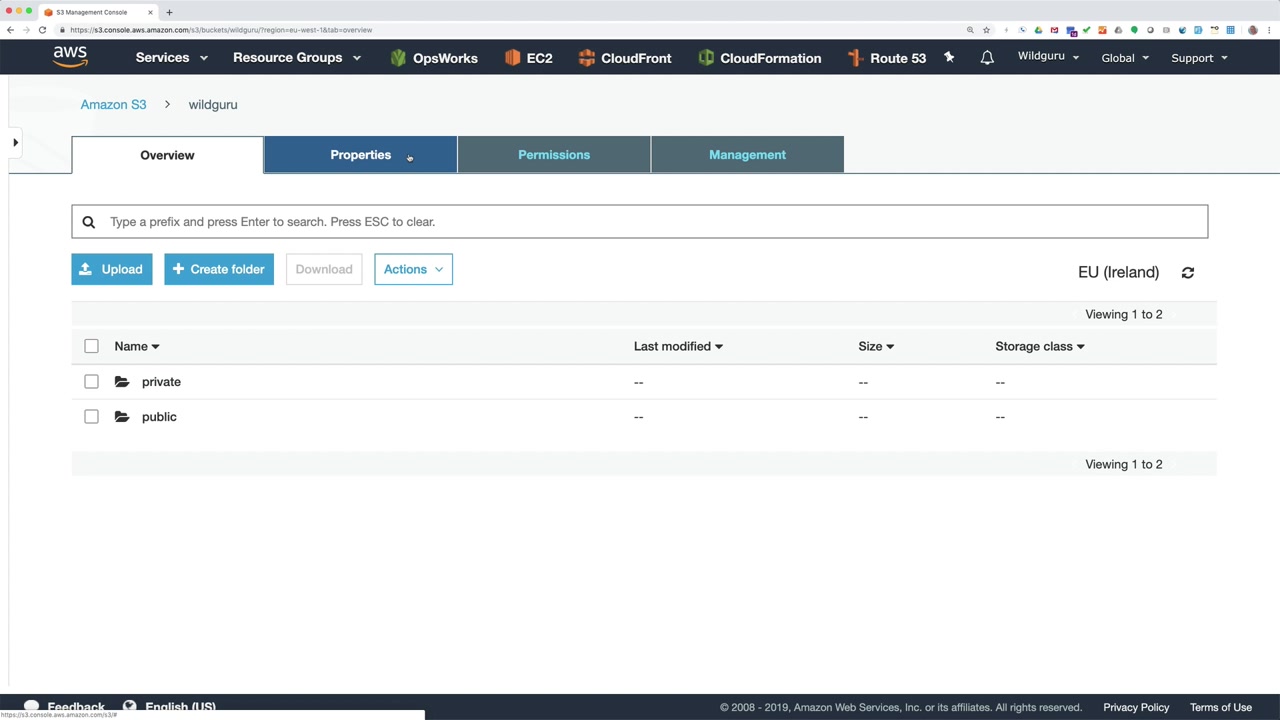 S3 Management Console
https://s3.console.aws.amazon.com/s3/buckets/wildguru/?region=eu-west-1&tab=overview
aws Services Resource Groups OpsWorks EC2 CloudFront CloudFormation Route 53 Wildguru Global Support
Amazon S3 > wildguru
Overview Properties Permissions Management
Type a prefix and press Enter to search. Press ESC to clear.
Upload + Create folder Download Actions EU (Ireland)
Viewing 1 to 2
Name Last modified Size Storage class
private -- -- --
public -- -- --
Viewing 1 to 2
Feedback English (US) © 2008 - 2019, Amazon Web Services, Inc. or its affiliates. All rights reserved. Privacy Policy Terms of Use
https://s3.console.aws.amazon.com/s3/#